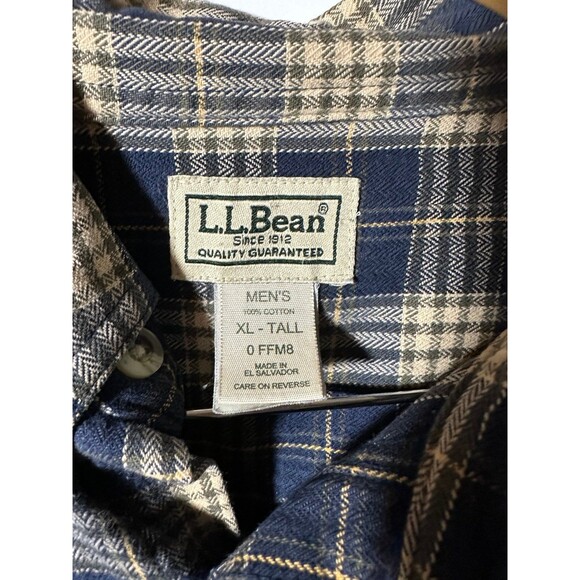 L.L.Bean®
Since 1912
QUALITY GUARANTEED
MEN'S
100% COTTON
XL - TALL
0 FFM8
MADE IN
EL SALVADOR
CARE ON REVERSE